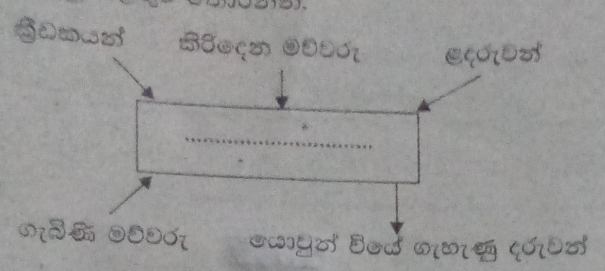 ක්‍රීඩකයන් කිරිදෙන මව්වරු ළදරුවන්
....................................
ගැබිණි මව්වරු යොවුන් වියේ ගැහැණු දරුවන්